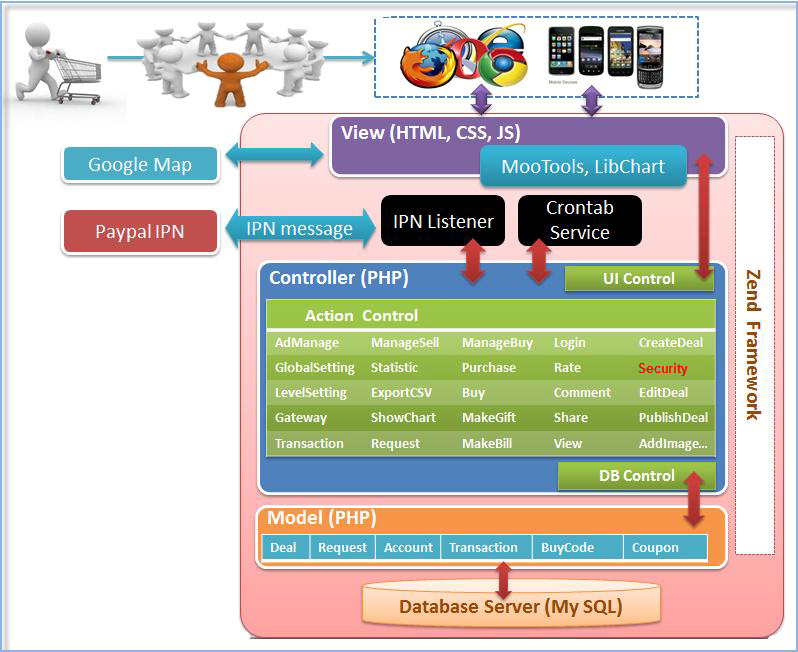 Mobile Devices
View (HTML, CSS, JS)
MooTools, LibChart
Google Map
Paypal IPN
IPN message
IPN Listener
Crontab
Service
Controller (PHP)
UI Control
Action Control
AdManage ManageSell ManageBuy Login CreateDeal
GlobalSetting Statistic Purchase Rate Security
LevelSetting ExportCSV Buy Comment EditDeal
Gateway ShowChart MakeGift Share PublishDeal
Transaction Request MakeBill View AddImage...
DB Control
Model (PHP)
Deal Request Account Transaction BuyCode Coupon
Database Server (My SQL)
Zend Framework